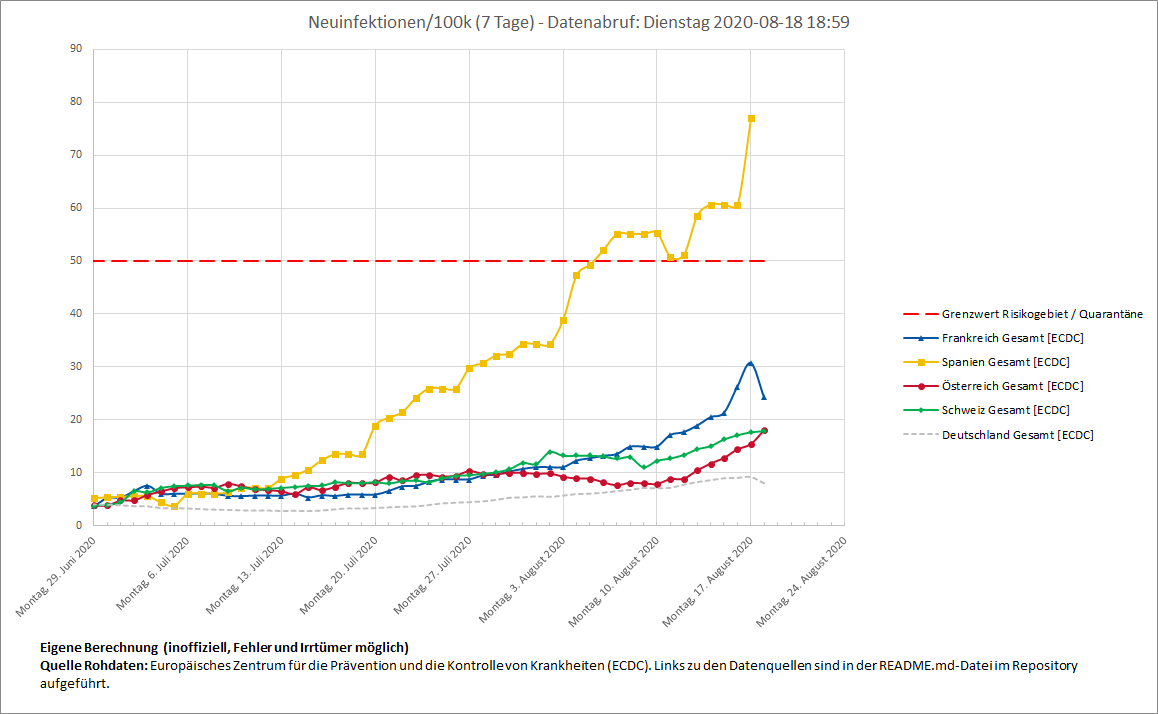 Neuinfektionen/100k (7 Tage) - Datenabruf: Dienstag 2020-08-18 18:59
90
80
70
60
50
40
30
20
10
0
Montag, 29. Juni 2020
Montag, 6. Juli 2020
Montag, 13. Juli 2020
Montag, 20. Juli 2020
Montag, 27. Juli 2020
Montag, 3. August 2020
Montag, 10. August 2020
Montag, 17. August 2020
Montag, 24. August 2020
Grenzwert Risikogebiet / Quarantäne
Frankreich Gesamt [ECDC]
Spanien Gesamt [ECDC]
Österreich Gesamt [ECDC]
Schweiz Gesamt [ECDC]
Deutschland Gesamt [ECDC]
Eigene Berechnung (inoffiziell, Fehler und Irrtümer möglich)
Quelle Rohdaten: Europäisches Zentrum für die Prävention und die Kontrolle von Krankheiten (ECDC). Links zu den Datenquellen sind in der README.md-Datei im Repository
aufgeführt.